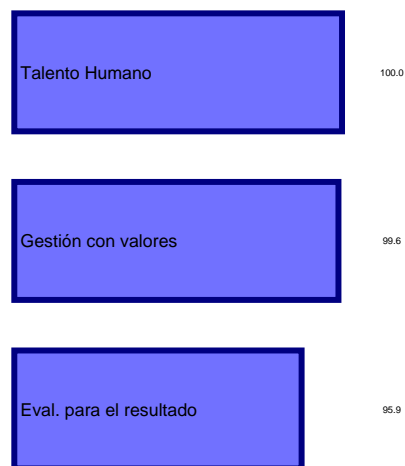 Talento Humano 100.0
Gestión con valores 99.6
Eval. para el resultado 95.9